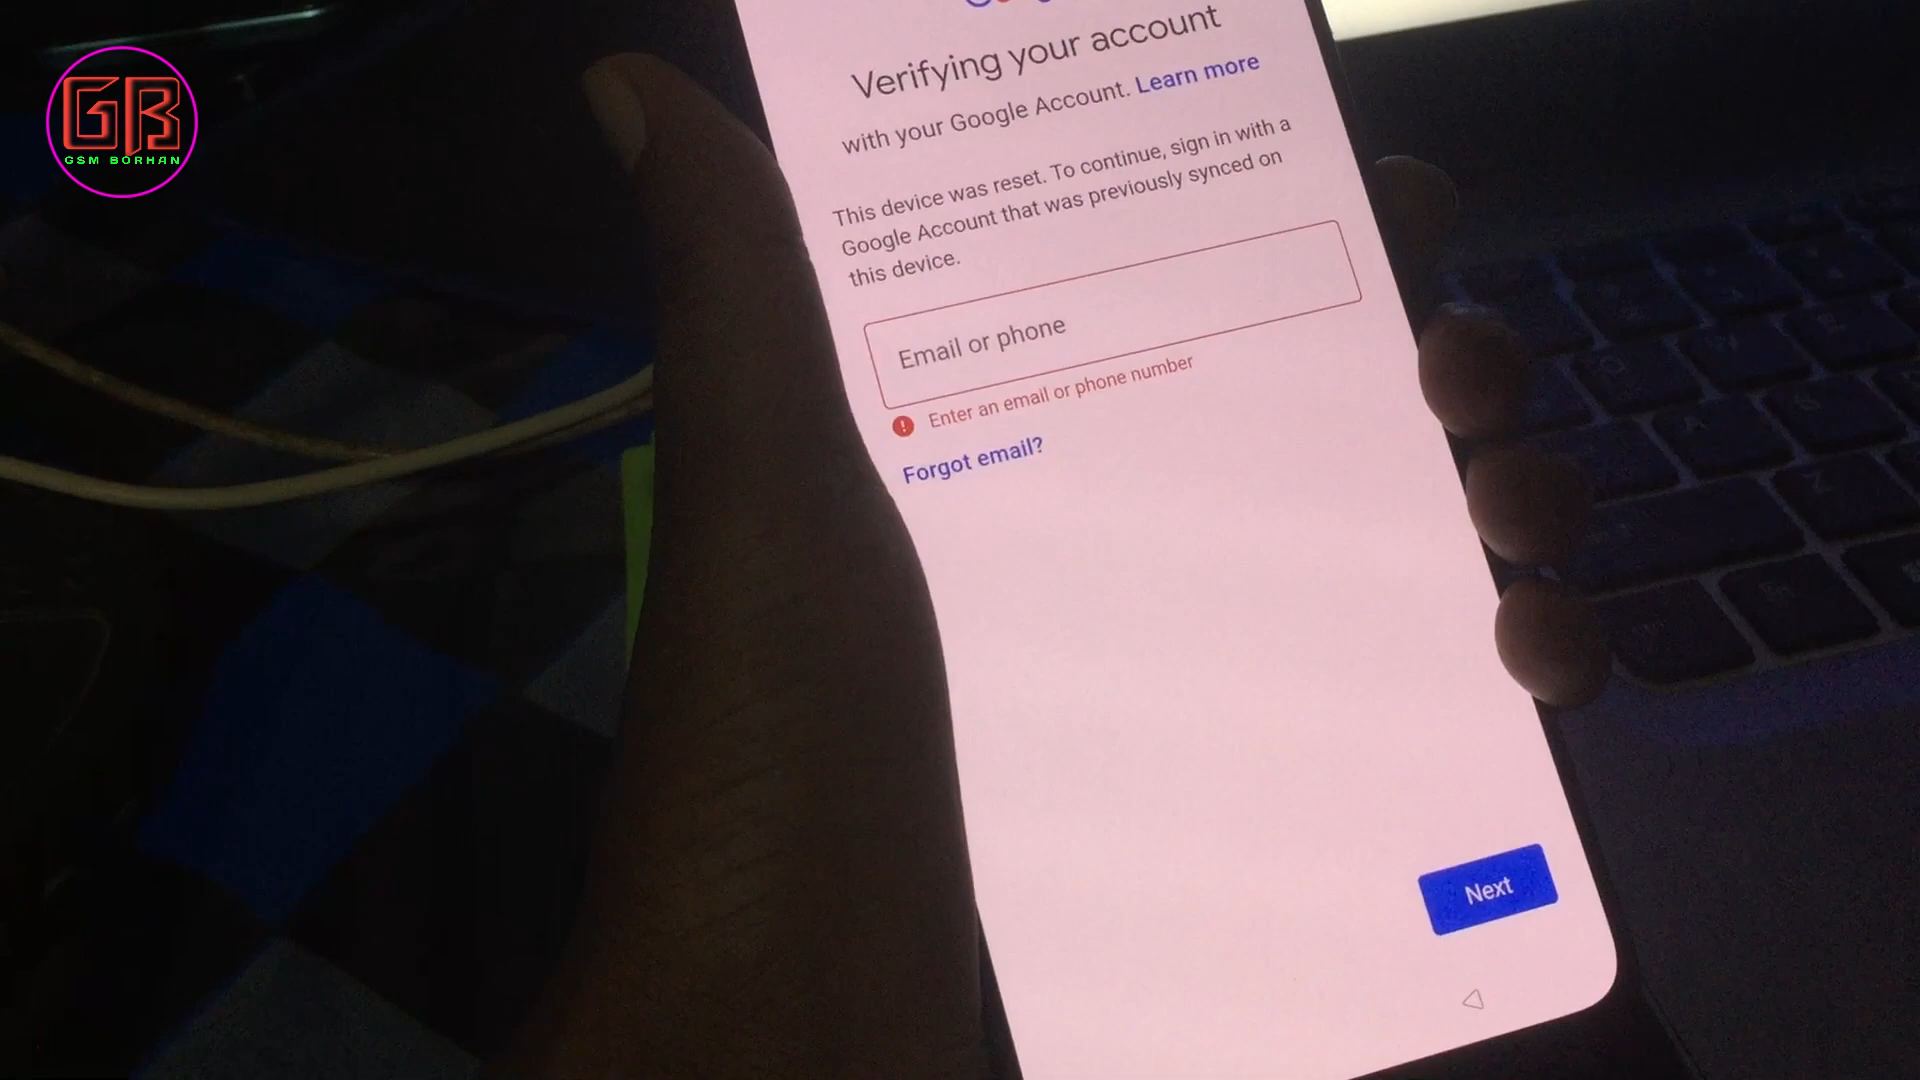 GB
GSM BORHAN
Verifying your account
with your Google Account. Learn more
This device was reset. To continue, sign in with a
Google Account that was previously synced on
this device.
Email or phone
! Enter an email or phone number
Forgot email?
Next